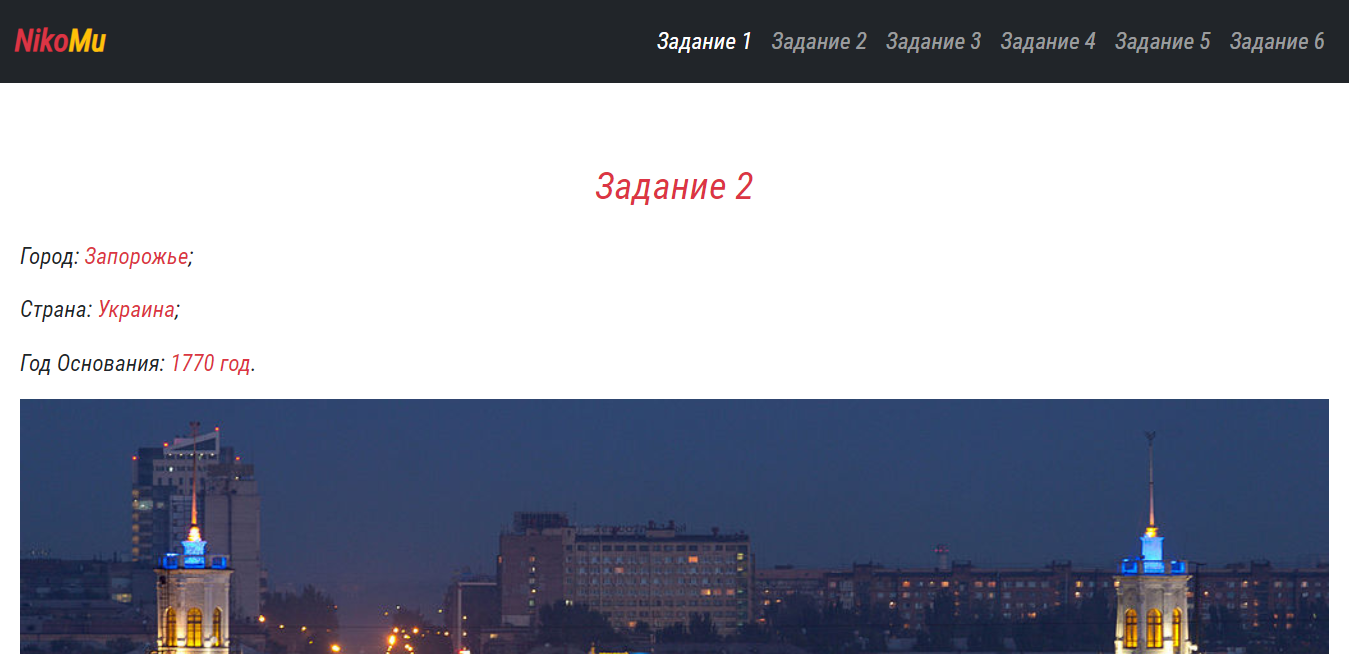 NikoMu Задание 1 Задание 2 Задание 3 Задание 4 Задание 5 Задание 6
Задание 2
Город: Запорожье;
Страна: Украина;
Год Основания: 1770 год.